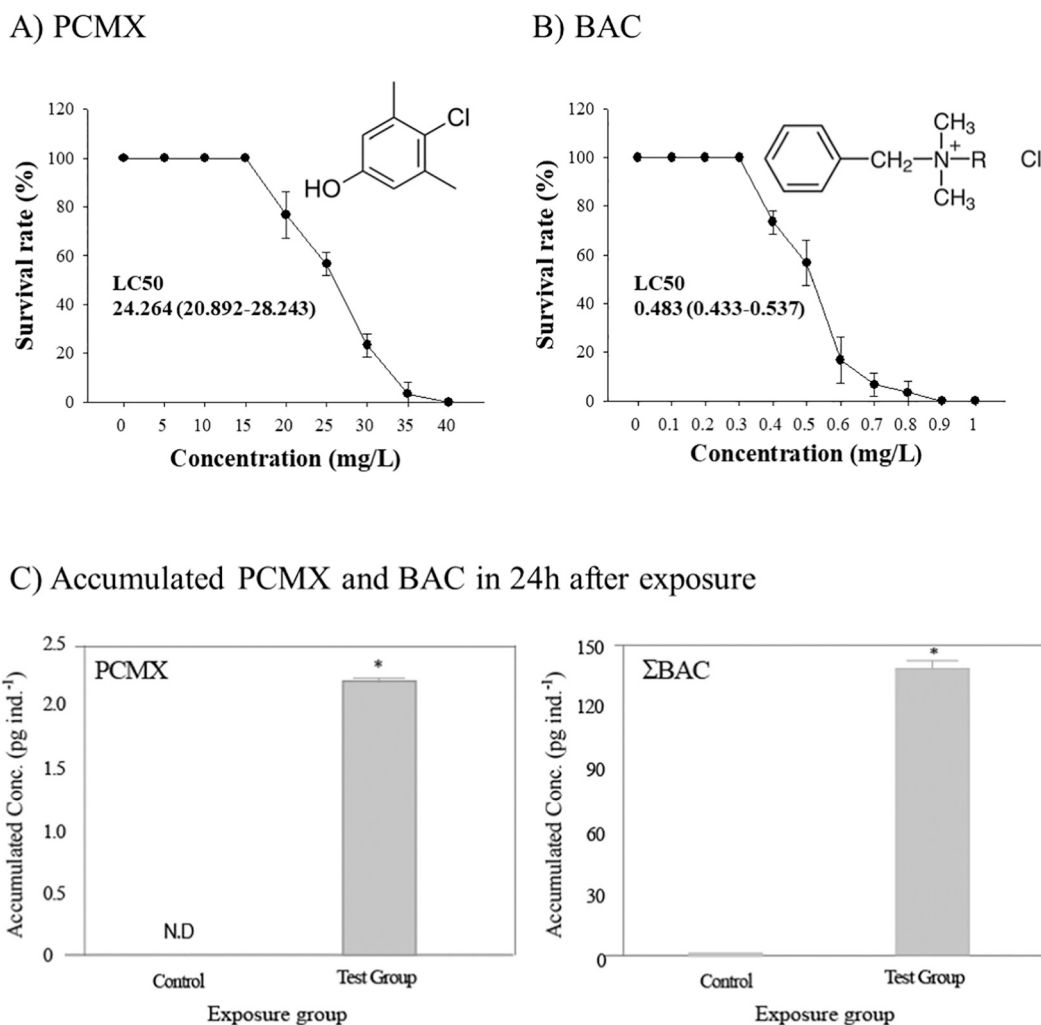 A) PCMX
B) BAC
120
100
80
60
40
20
0
Survival rate (%)
Cl
HO
LC50
24.264 (20.892-28.243)
0 5 10 15 20 25 30 35 40
Concentration (mg/L)
120
100
80
60
40
20
0
Survival rate (%)
CH3
CH2 N+ R Cl
CH3
LC50
0.483 (0.433-0.537)
0 0.1 0.2 0.3 0.4 0.5 0.6 0.7 0.8 0.9 1
Concentration (mg/L)
C) Accumulated PCMX and BAC in 24h after exposure
2.5
2.0
1.5
1.0
0.5
0
Accumulated Conc. (pg ind.-1)
PCMX
*
N.D
Control Test Group
Exposure group
150
120
90
60
30
0
Accumulated Conc. (pg ind.-1)
ΣBAC
*
Control Test Group
Exposure group